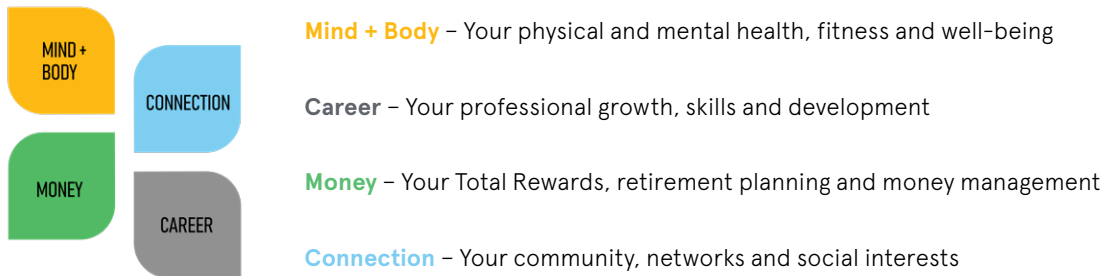 MIND +
BODY
CONNECTION
MONEY
CAREER
Mind + Body – Your physical and mental health, fitness and well-being
Career – Your professional growth, skills and development
Money – Your Total Rewards, retirement planning and money management
Connection – Your community, networks and social interests